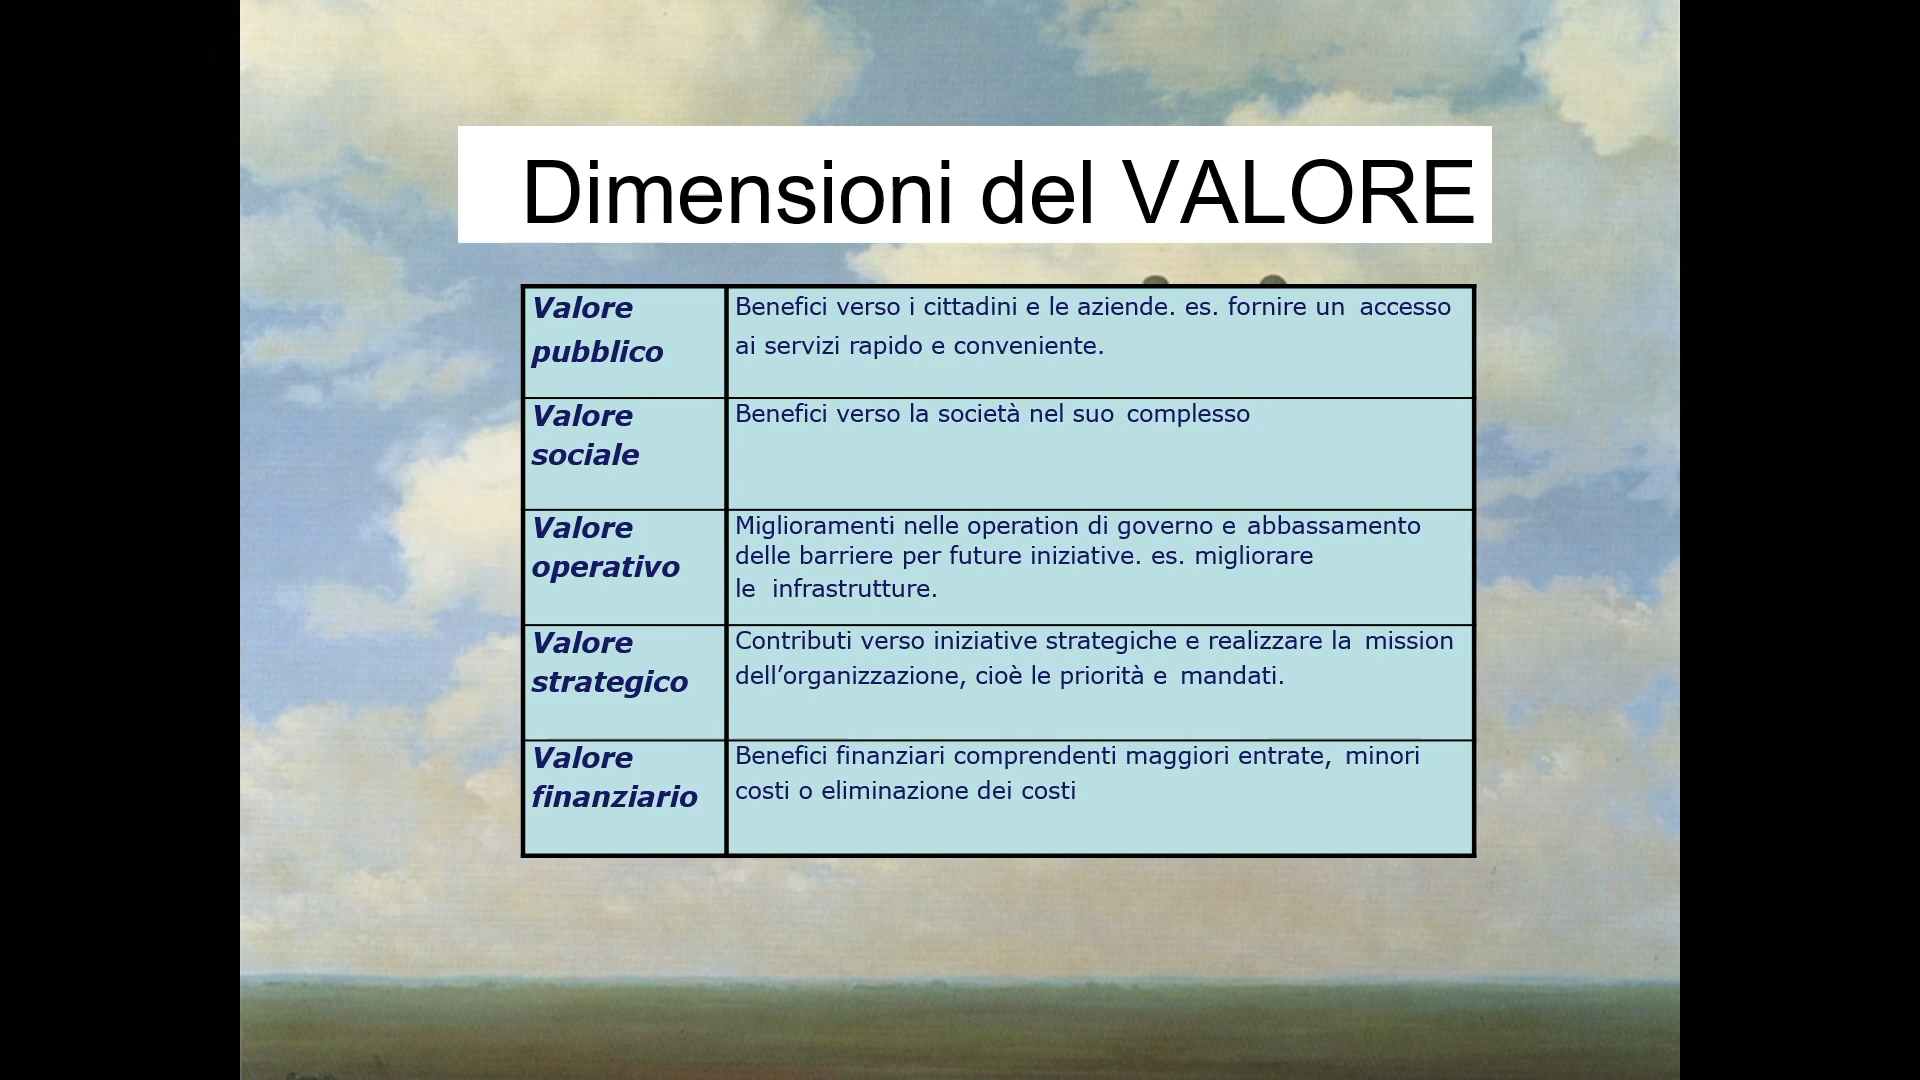 Dimensioni del VALORE
Valore
pubblico
Benefici verso i cittadini e le aziende. es. fornire un accesso
ai servizi rapido e conveniente.
Valore
sociale
Benefici verso la società nel suo complesso
Valore
operativo
Miglioramenti nelle operation di governo e abbassamento
delle barriere per future iniziative. es. migliorare
le infrastrutture.
Valore
strategico
Contributi verso iniziative strategiche e realizzare la mission
dell’organizzazione, cioè le priorità e mandati.
Valore
finanziario
Benefici finanziari comprendenti maggiori entrate, minori
costi o eliminazione dei costi